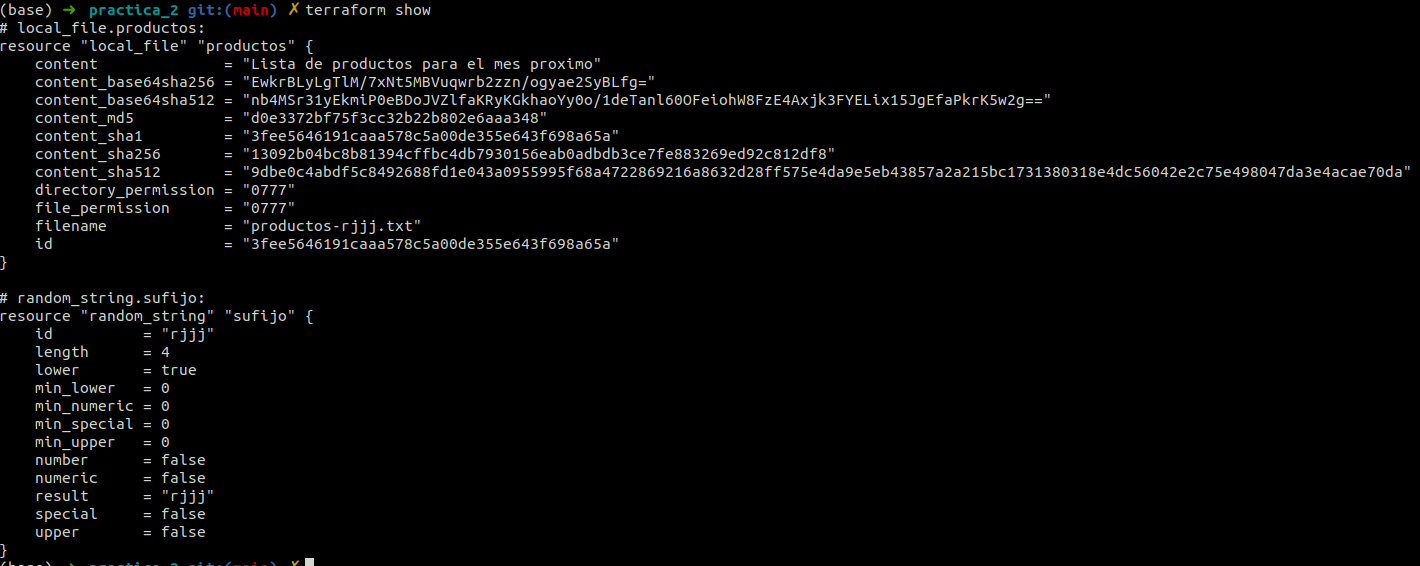 (base) ➜  practica_2 git:(main) ✗ terraform show
# local_file.productos:
resource "local_file" "productos" {
    content              = "Lista de productos para el mes proximo"
    content_base64sha256 = "EwkrBLyLgTlM/7xNt5MBVuqwrb2zzn/ogyae2SyBLfg="
    content_base64sha512 = "nb4MSr31yEkmiP0eBDoJVZlfaKRyKGkhaoYy0o/1deTanl60OFeiohW8FzE4Axjk3FYELix15JgEfaPkrK5w2g=="
    content_md5          = "d0e3372bf75f3cc32b22b802e6aaa348"
    content_sha1         = "3fee5646191caaa578c5a00de355e643f698a65a"
    content_sha256       = "13092b04bc8b81394cffbc4db7930156eab0adbdb3ce7fe883269ed92c812df8"
    content_sha512       = "9dbe0c4abdf5c8492688fd1e043a0955995f68a4722869216a8632d28ff575e4da9e5eb43857a2a215bc1731380318e4dc56042e2c75e498047da3e4acae70da"
    directory_permission = "0777"
    file_permission      = "0777"
    filename             = "productos-rjjj.txt"
    id                   = "3fee5646191caaa578c5a00de355e643f698a65a"
}
# random_string.sufijo:
resource "random_string" "sufijo" {
    id          = "rjjj"
    length      = 4
    lower       = true
    min_lower   = 0
    min_numeric = 0
    min_special = 0
    min_upper   = 0
    number      = false
    numeric     = false
    result      = "rjjj"
    special     = false
    upper       = false
}
(base) ➜  practica_2 git:(main) ✗